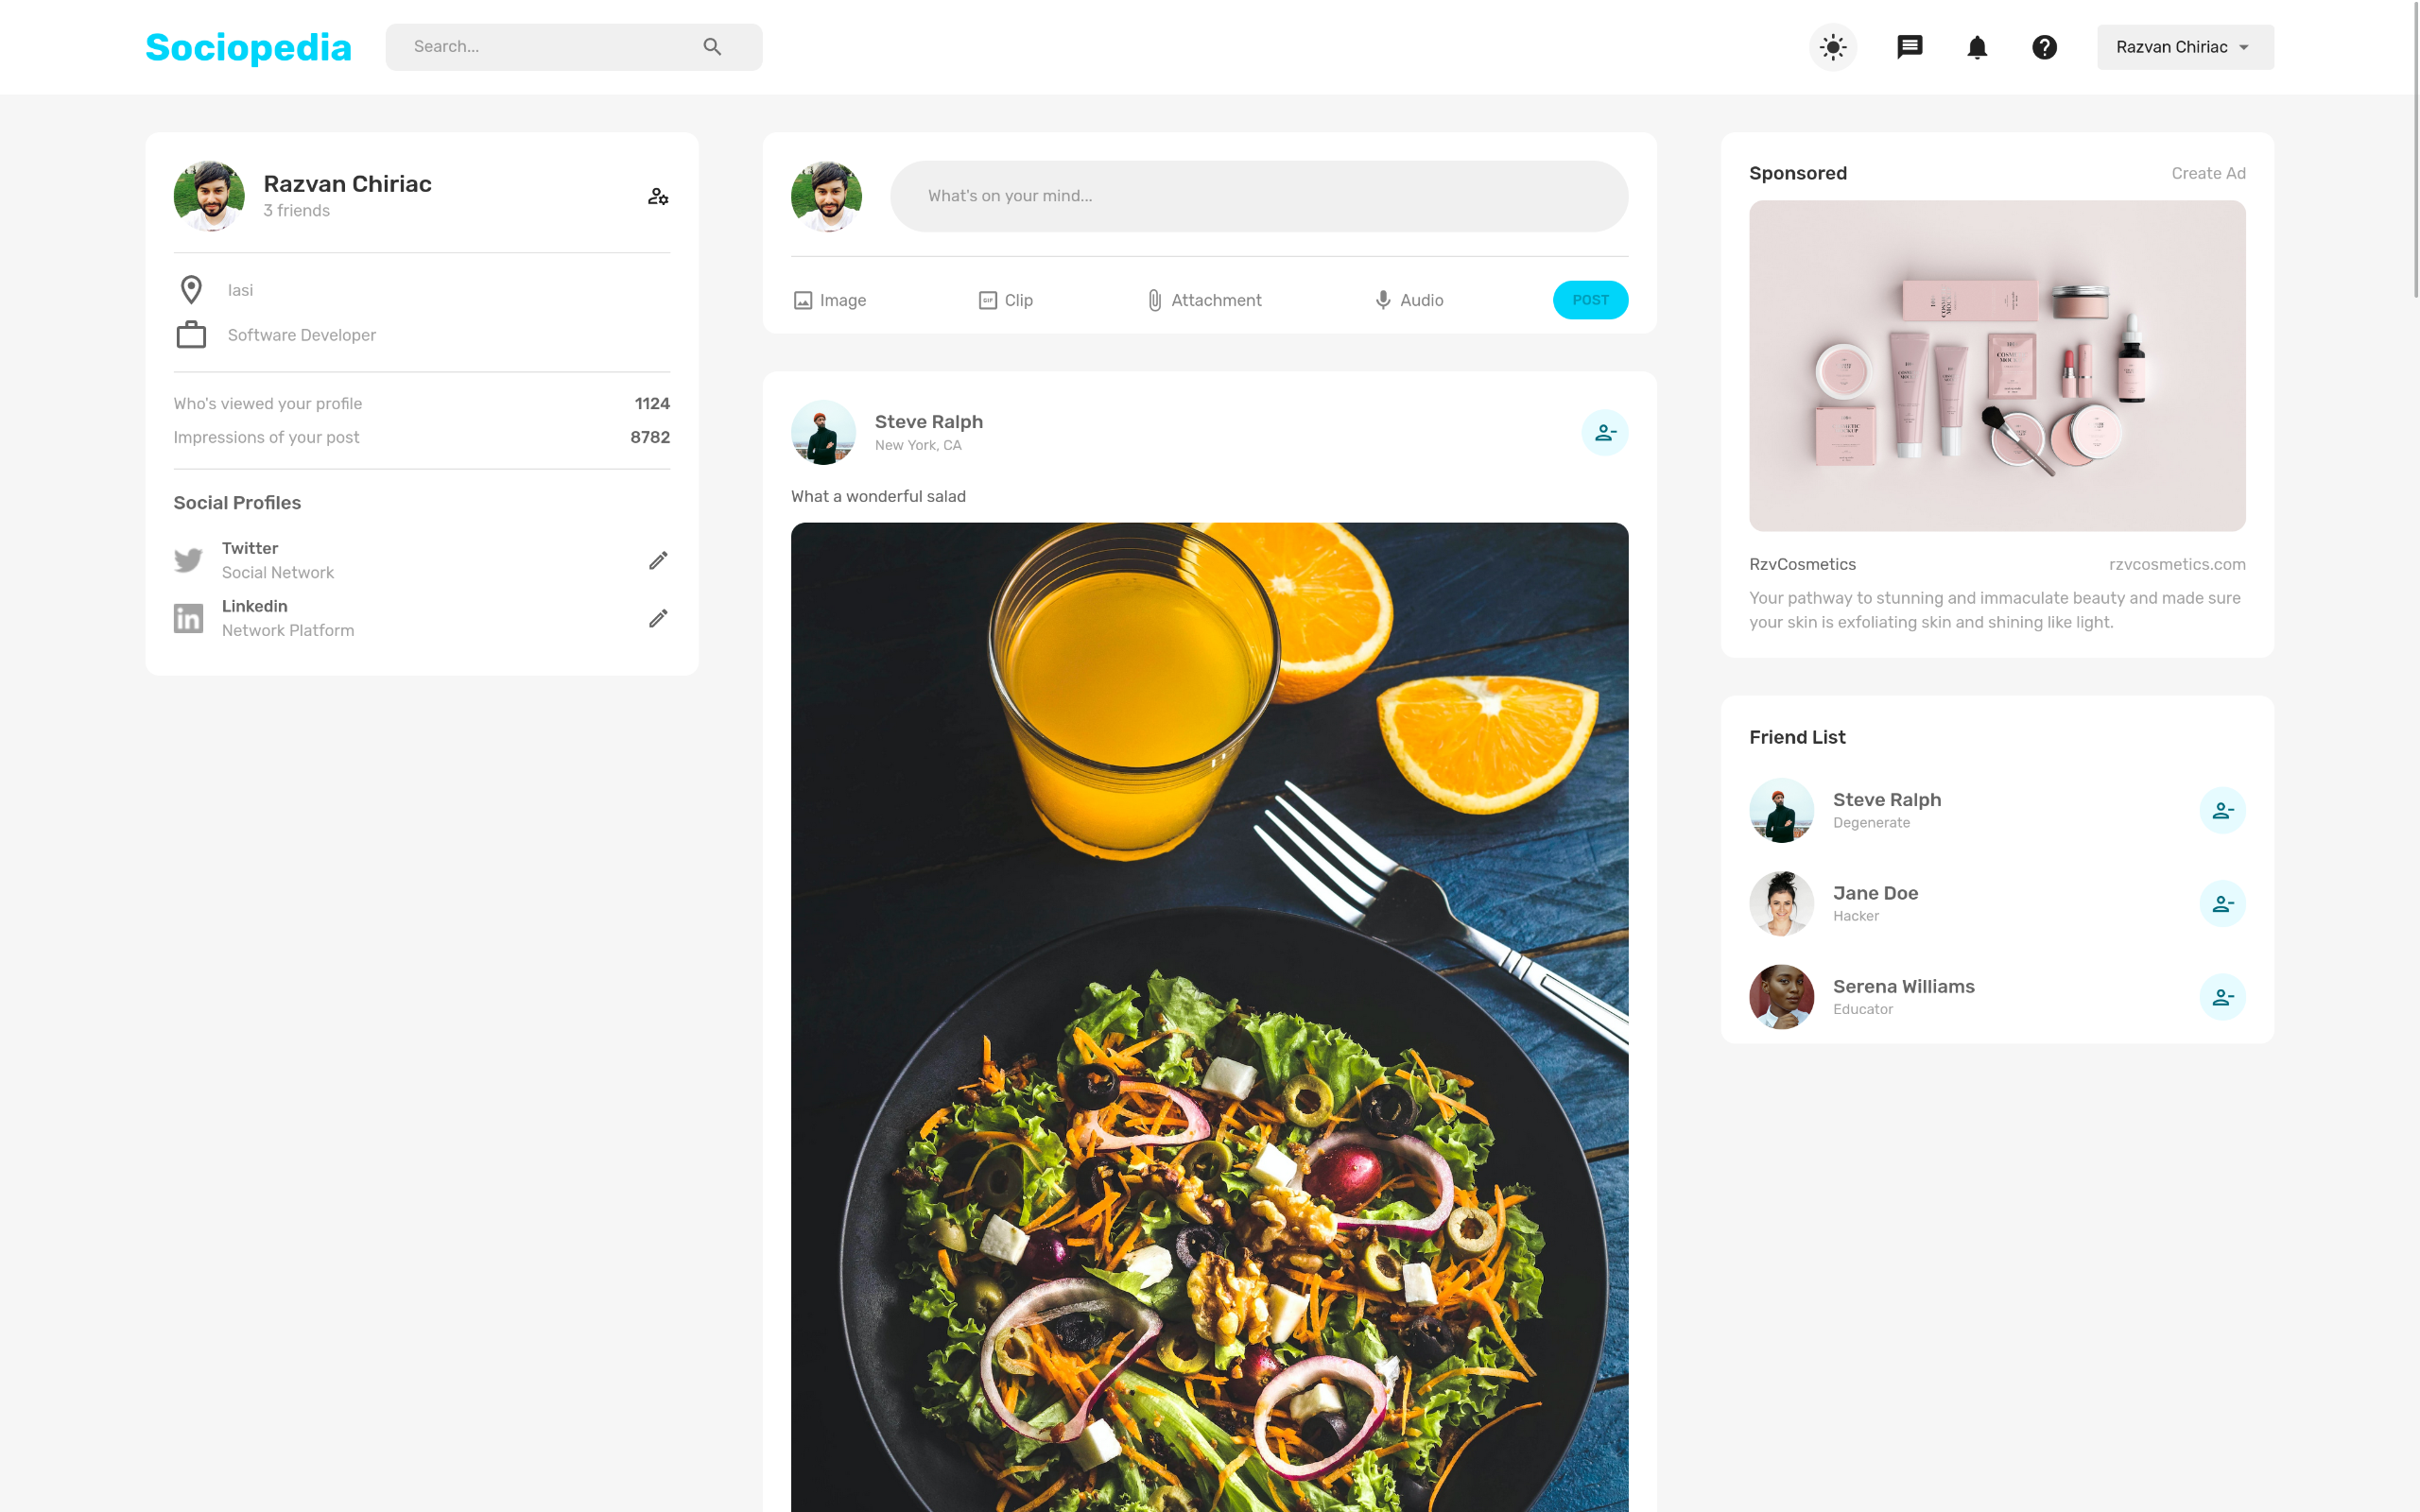 Sociopedia
Search...
Razvan Chiriac
Razvan Chiriac
3 friends
Iasi
Software Developer
Who's viewed your profile 1124
Impressions of your post 8782
Social Profiles
Twitter
Social Network
Linkedin
Network Platform
What's on your mind...
Image Clip Attachment Audio POST
Steve Ralph
New York, CA
What a wonderful salad
Sponsored Create Ad
RzvCosmetics rzvcosmetics.com
Your pathway to stunning and immaculate beauty and made sure
your skin is exfoliating skin and shining like light.
Friend List
Steve Ralph
Degenerate
Jane Doe
Hacker
Serena Williams
Educator